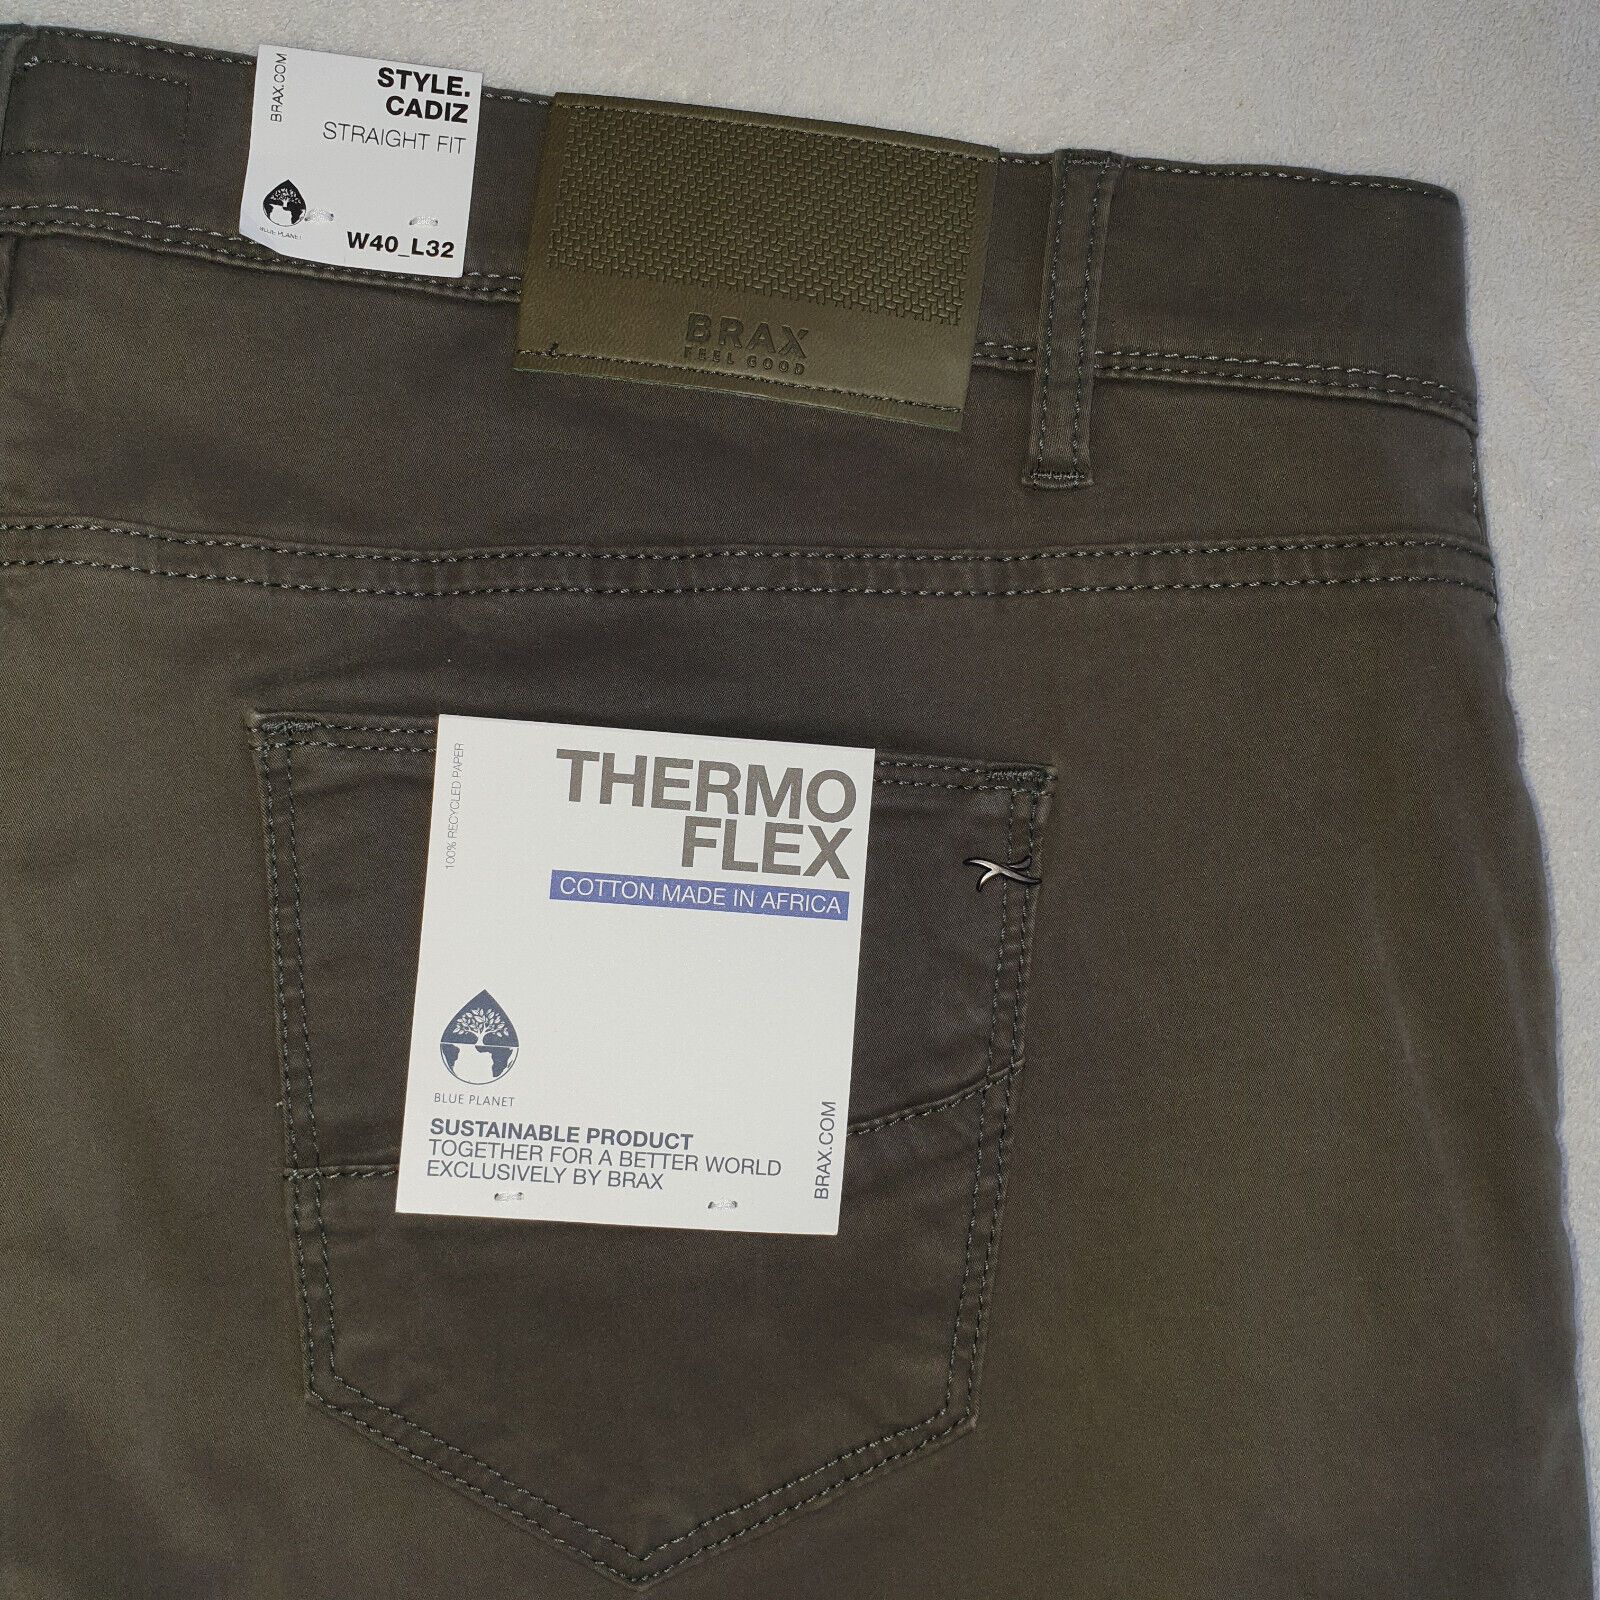 BRAX.COM
STYLE.
CADIZ
STRAIGHT FIT
BLUE PLANET
W40_L32
BRAX
FEEL GOOD
100% RECYCLED PAPER
THERMO
FLEX
COTTON MADE IN AFRICA
BLUE PLANET
SUSTAINABLE PRODUCT
TOGETHER FOR A BETTER WORLD
EXCLUSIVELY BY BRAX
BRAX.COM